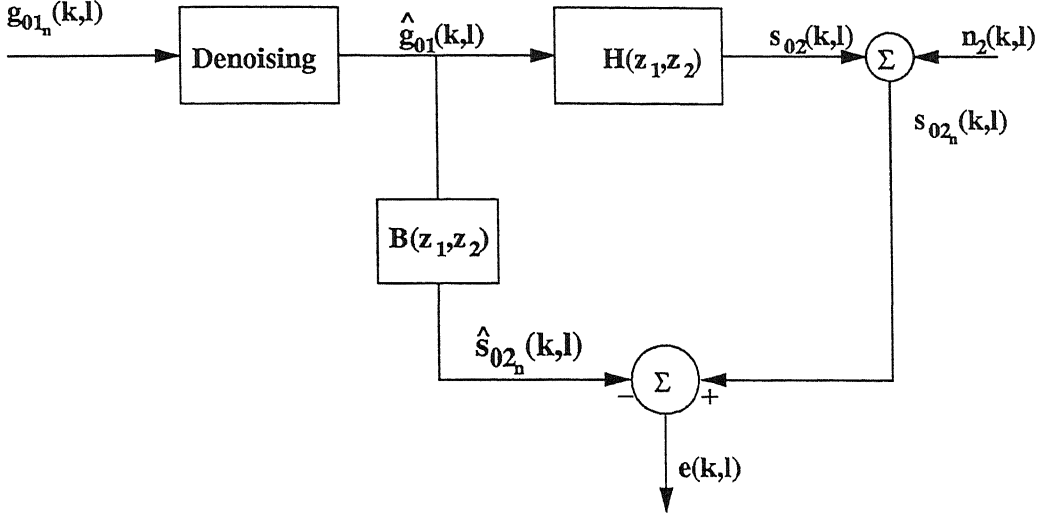 g₀₁ₙ(k,l)
Denoising
ĝ₀₁(k,l)
H(z₁,z₂)
s₀₂(k,l)
Σ
n₂(k,l)
s₀₂ₙ(k,l)
B(z₁,z₂)
ŝ₀₂ₙ(k,l)
−
Σ
+
e(k,l)